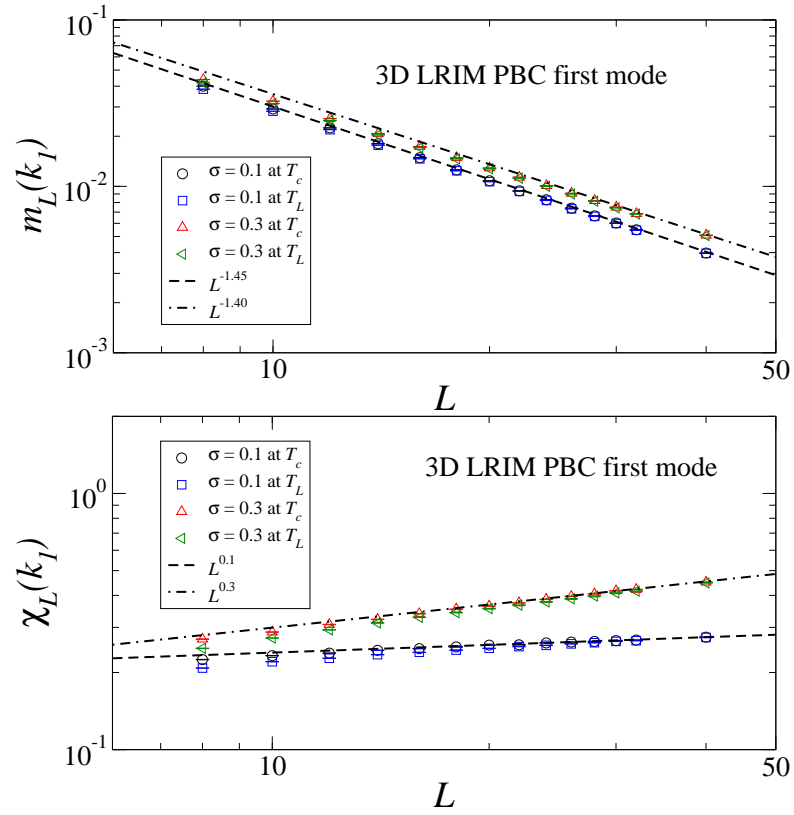 10⁻¹
3D LRIM PBC first mode
m_L(k_1)
10⁻²
σ = 0.1 at T_c
σ = 0.1 at T_L
σ = 0.3 at T_c
σ = 0.3 at T_L
L^-1.45
L^-1.40
10⁻³
10
50
L
σ = 0.1 at T_c
σ = 0.1 at T_L
σ = 0.3 at T_c
σ = 0.3 at T_L
L^0.1
L^0.3
3D LRIM PBC first mode
10⁰
χ_L(k_1)
10⁻¹
10
50
L